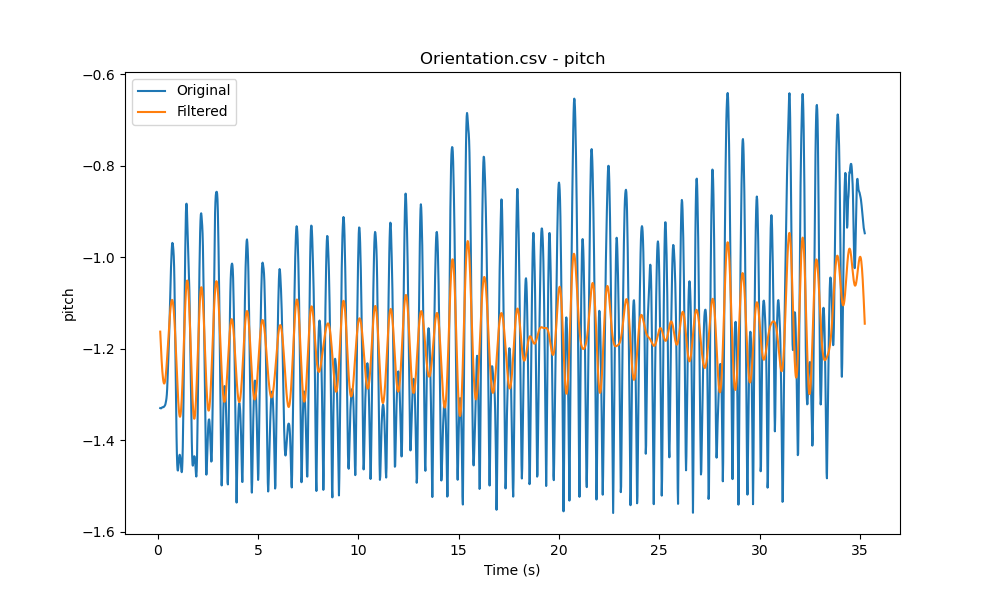 Orientation.csv - pitch
Original
Filtered
−0.6
−0.8
−1.0
−1.2
−1.4
−1.6
pitch
0 5 10 15 20 25 30 35
Time (s)